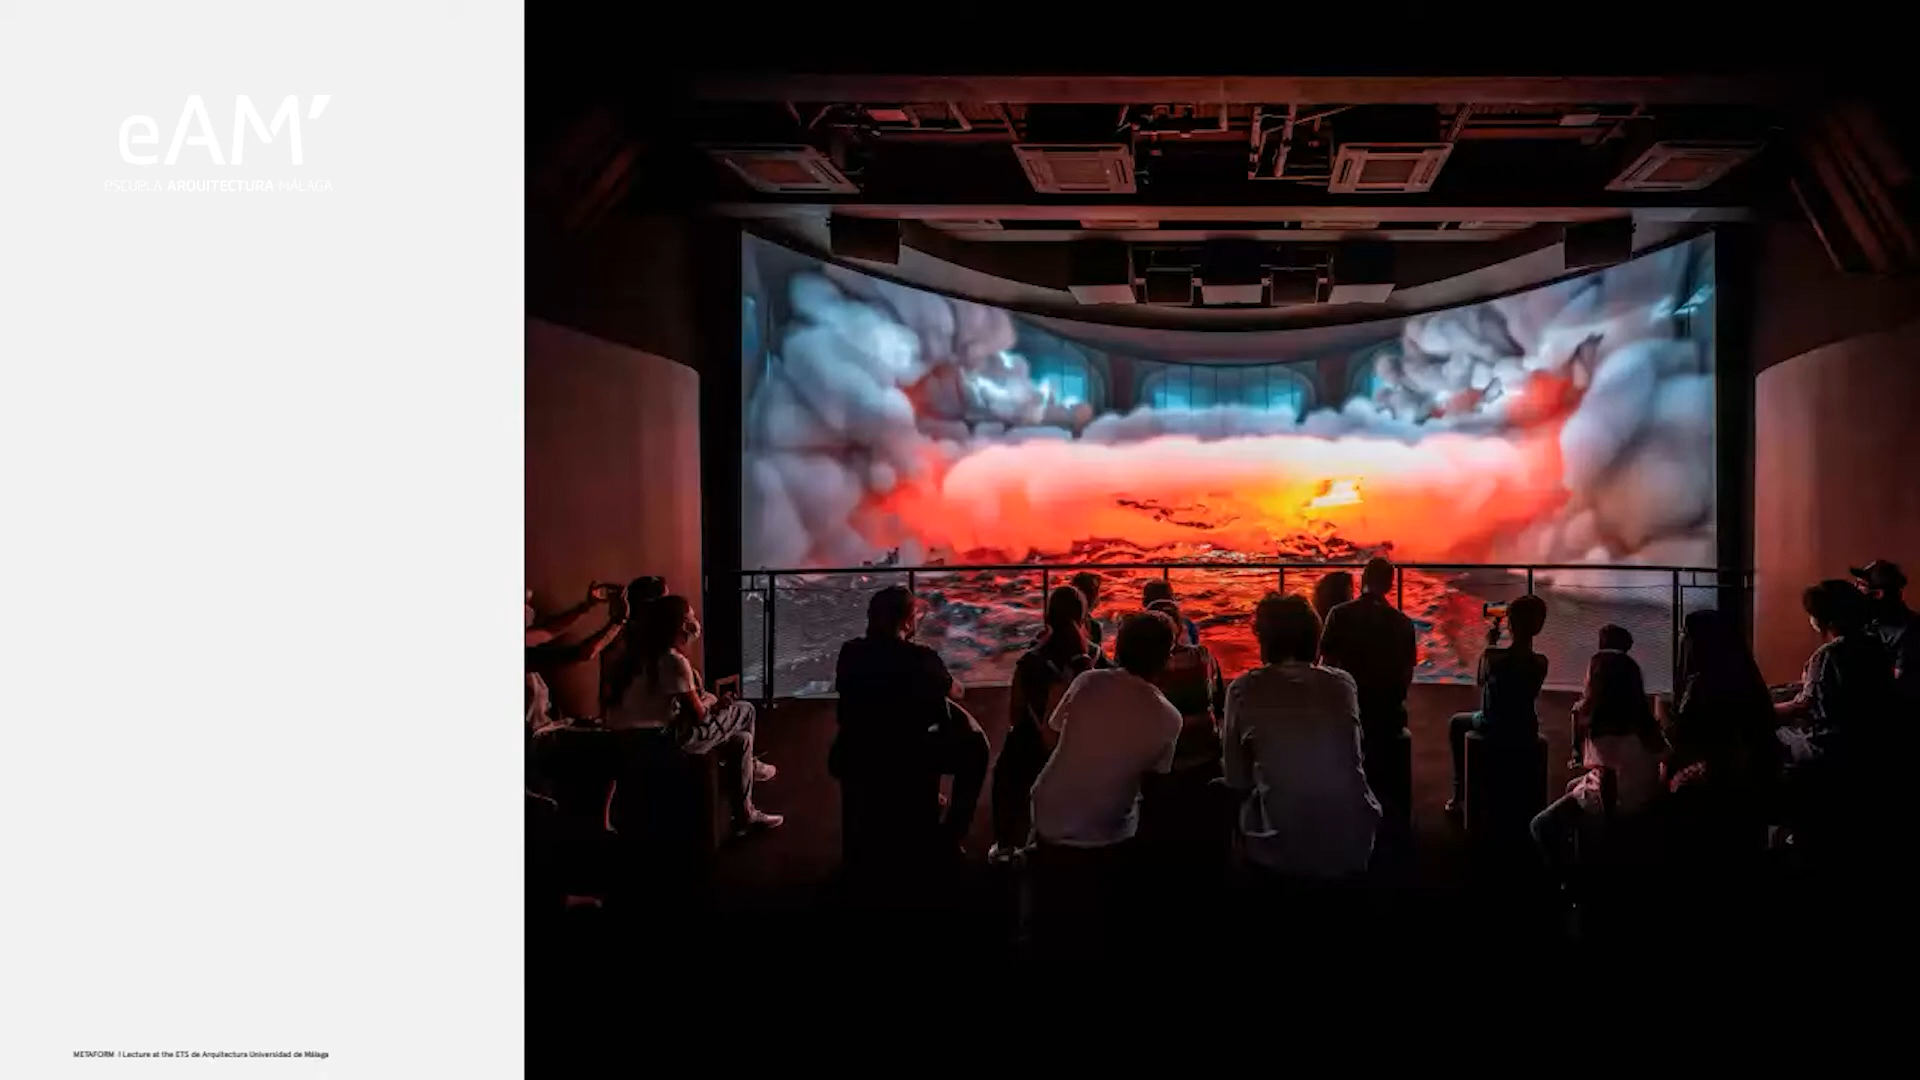 eAM'
ESCUELA ARQUITECTURA MÁLAGA
METAFORM | Lecture at the ETS de Arquitectura Universidad de Málaga